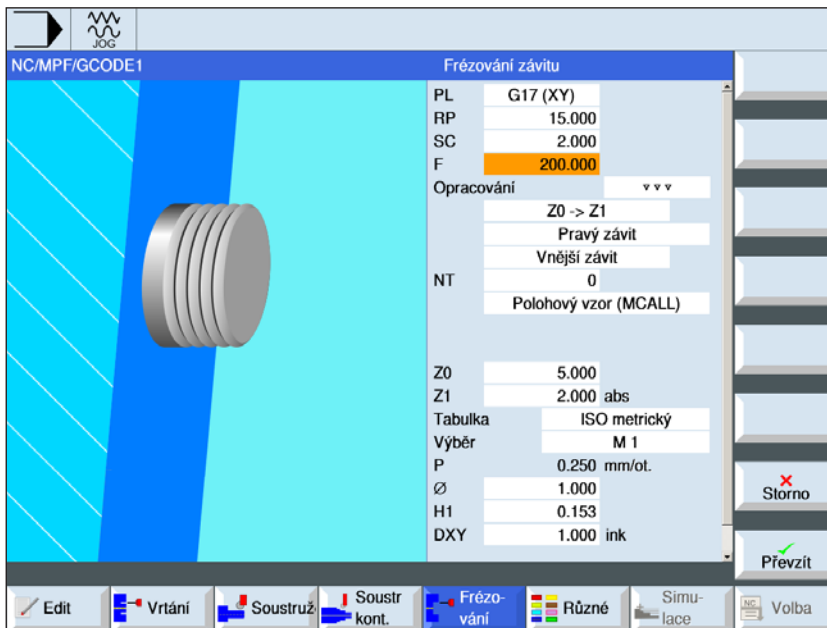 JOG
NC/MPF/GCODE1
Frézování závitu
PL G17 (XY)
RP 15.000
SC 2.000
F 200.000
Opracování ▿▿▿
Z0 -> Z1
Pravý závit
Vnější závit
NT 0
Polohový vzor (MCALL)
Z0 5.000
Z1 2.000 abs
Tabulka ISO metrický
Výběr M 1
P 0.250 mm/ot.
Ø 1.000
H1 0.153
DXY 1.000 ink
Storno
Převzít
Edit
Vrtání
Soustruž
Soustr
kont.
Frézo-
vání
Různé
Simu-
lace
NC
Volba